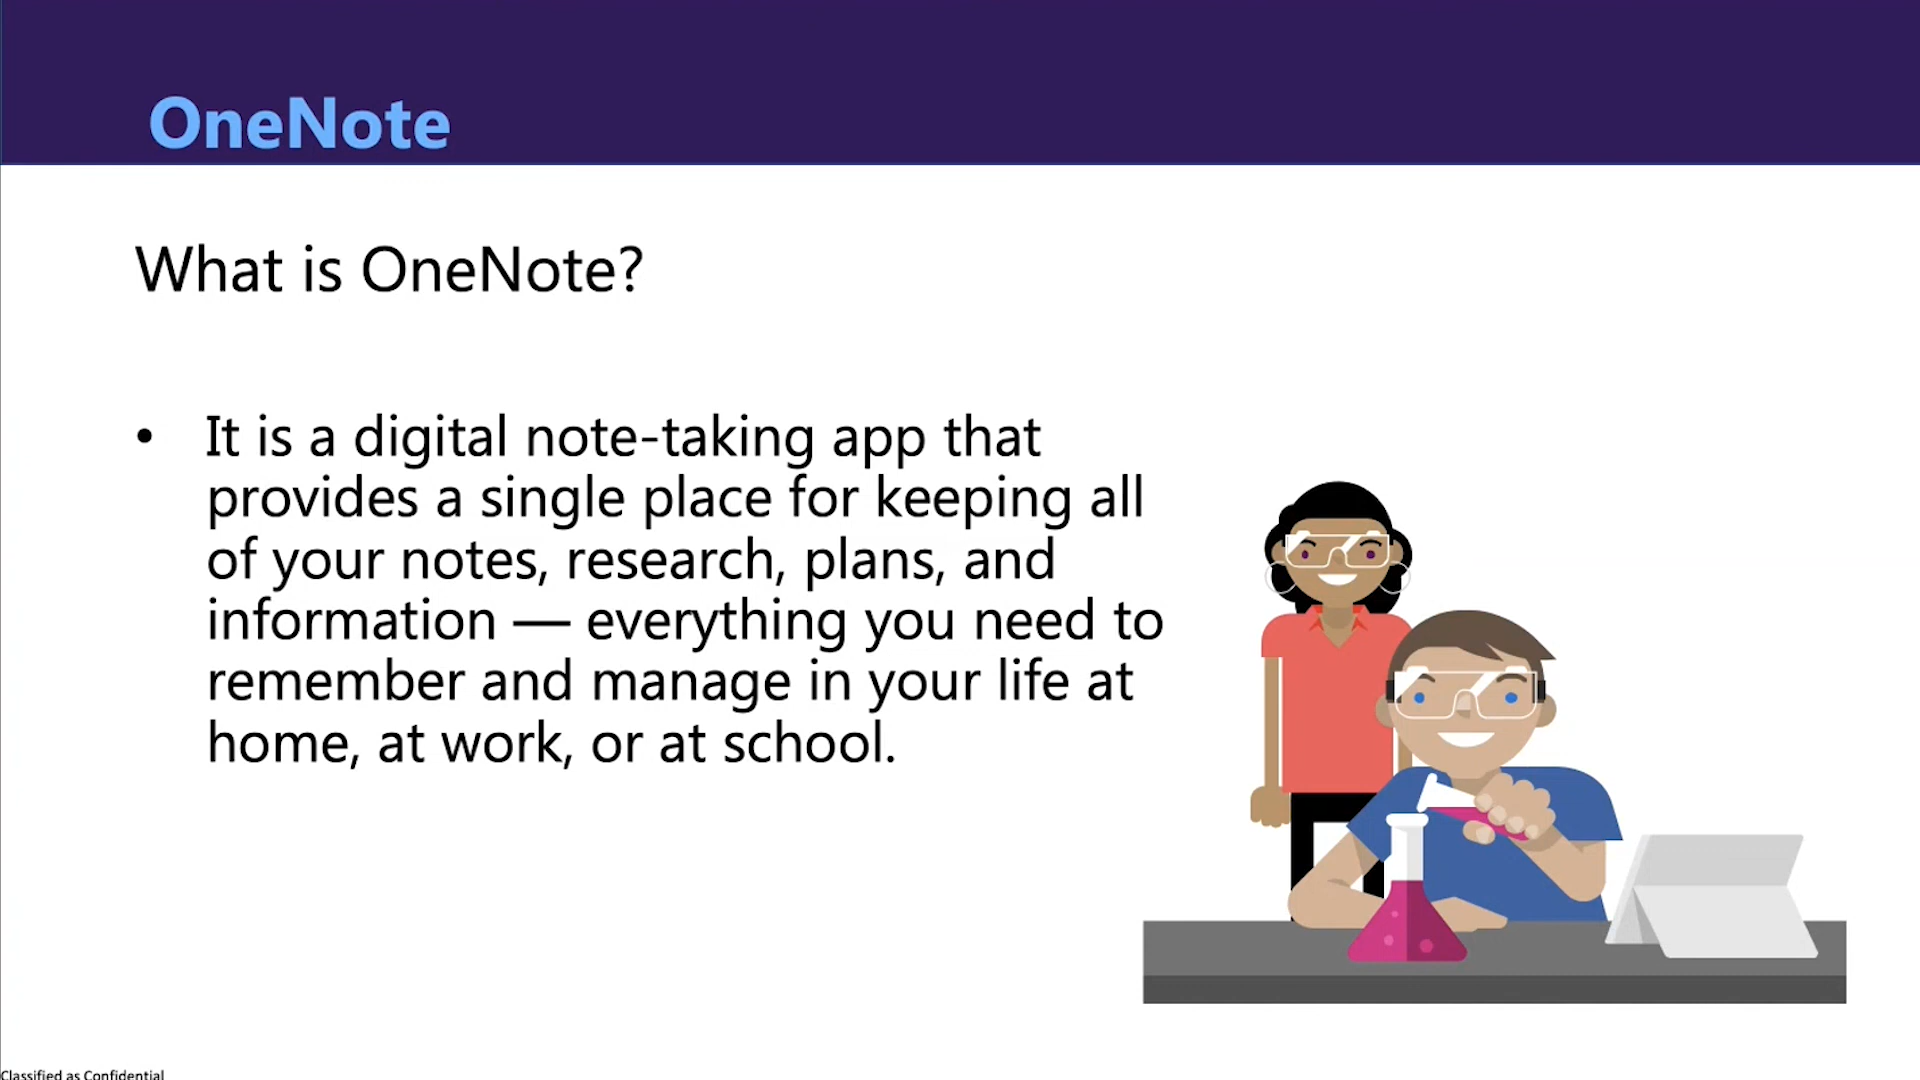 OneNote
What is OneNote?
• It is a digital note-taking app that
provides a single place for keeping all
of your notes, research, plans, and
information — everything you need to
remember and manage in your life at
home, at work, or at school.
Classified as Confidential